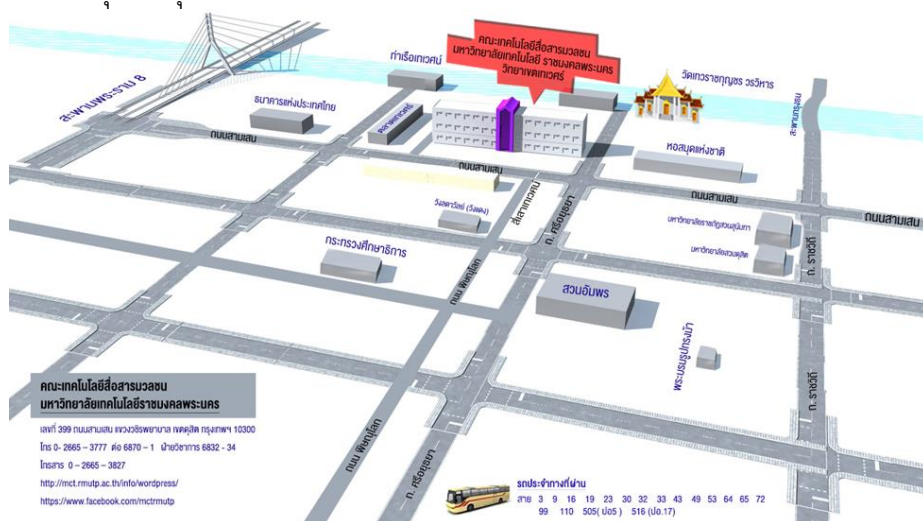 คณะเทคโนโลยีสื่อสารมวลชน
มหาวิทยาลัยเทคโนโลยี ราชมงคลพระนคร
วิทยาเขตเทเวศร์
ท่าเรือเทเวศน์
วัดเทวราชกุญชร วรวิหาร
สะพานพระราม 8
ธนาคารแห่งประเทศไทย
ตลาดเทเวศร์
สะพานกรุงธน
ถนนสามเสน
ถนนสามเสน
หอสมุดแห่งชาติ
ถนนสามเสน
ถนนสามเสน
วังลดาวัลย์ (วังแดง)
สี่เสาเทเวศน์
ถ. ศรีอยุธยา
มหาวิทยาลัยราชภัฏสวนสุนันทา
มหาวิทยาลัยสวนดุสิต
ถ. ราชวิถี
กระทรวงศึกษาธิการ
ถนน พิษณุโลก
สวนอัมพร
พระบรมรูปทรงม้า
ถ. ราชวิถี
ถนน พิษณุโลก
ถ. ศรีอยุธยา
คณะเทคโนโลยีสื่อสารมวลชน
มหาวิทยาลัยเทคโนโลยีราชมงคลพระนคร
เลขที่ 399 ถนนสามเสน แขวงวชิรพยาบาล เขตดุสิต กรุงเทพฯ 10300
โทร 0- 2665 – 3777 ต่อ 6870 – 1 ฝ่ายวิชาการ 6832 - 34
โทรสาร 0 – 2665 – 3827
http://mct.rmutp.ac.th/info/wordpress/
https://www.facebook.com/mctrmutp
รถประจำทางที่ผ่าน
สาย 3 9 16 19 23 30 32 33 43 49 53 64 65 72
99 110 505( ปอ5 ) 516 (ปอ.17)